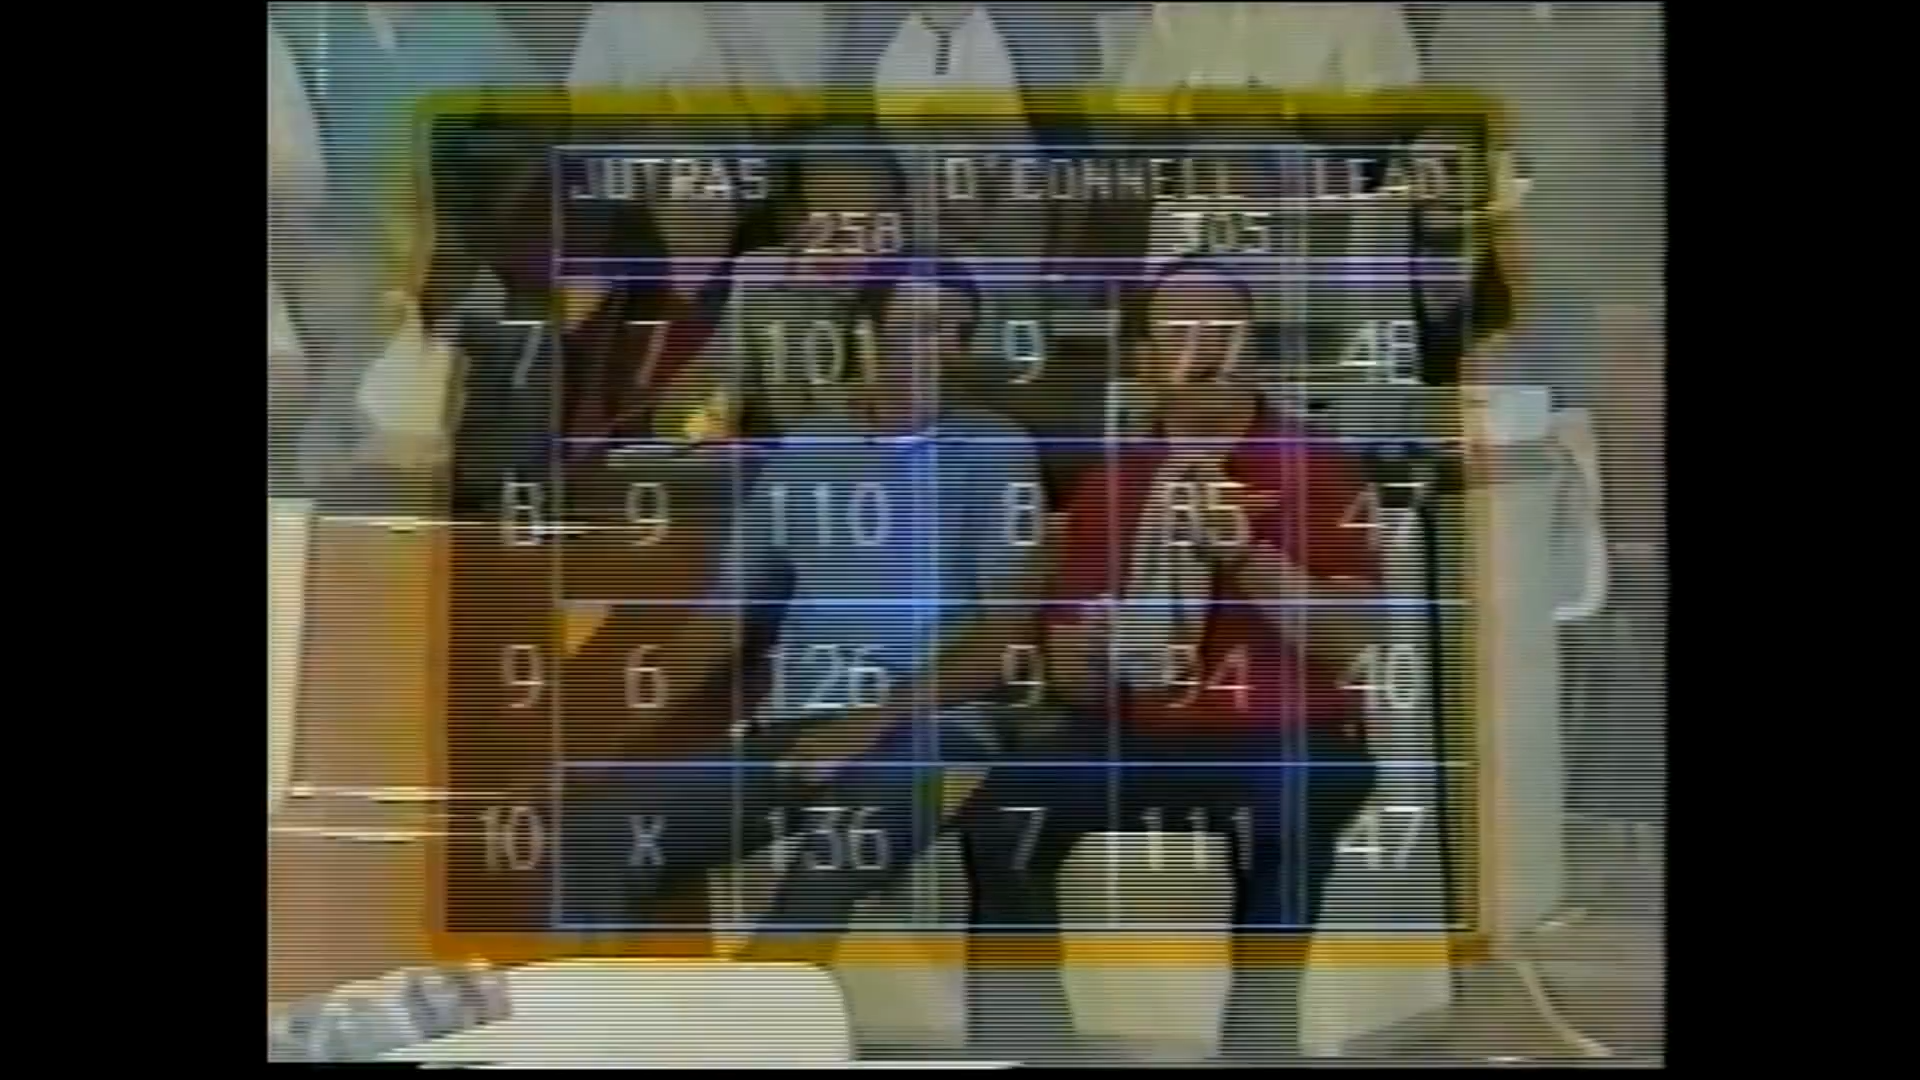 JUTRAS O'CONNELL LEAD
258 305
7 7 101 9 77 48
8 9 110 8 85 47
9 6 126 9 94 40
10 X 136 7 111 47